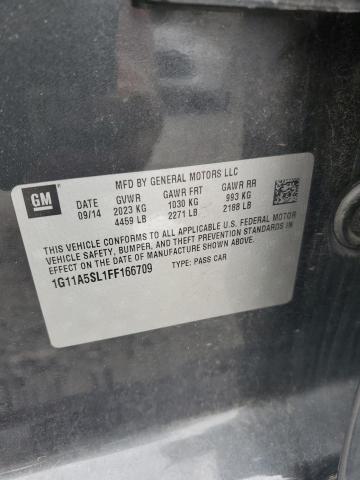 GM
MFD BY GENERAL MOTORS LLC
DATE GVWR GAWR FRT GAWR RR
09/14 2023 KG 1030 KG 993 KG
4459 LB 2271 LB 2188 LB
THIS VEHICLE CONFORMS TO ALL APPLICABLE U.S. FEDERAL MOTOR
VEHICLE SAFETY, BUMPER, AND THEFT PREVENTION STANDARDS IN
EFFECT ON THE DATE OF MANUFACTURE SHOWN ABOVE.
1G11A5SL1FF166709 TYPE: PASS CAR